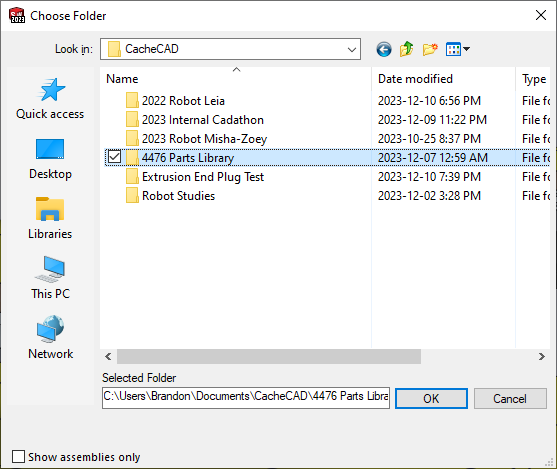 SW 2023 Choose Folder
Look in: CacheCAD
Name Date modified Type
2022 Robot Leia 2023-12-10 6:56 PM File fo
2023 Internal Cadathon 2023-12-09 11:22 PM File fo
2023 Robot Misha-Zoey 2023-10-25 8:37 PM File fo
4476 Parts Library 2023-12-07 12:59 AM File fo
Extrusion End Plug Test 2023-12-10 7:39 PM File fo
Robot Studies 2023-12-02 3:28 PM File fo
Quick access
Desktop
Libraries
This PC
Network
Selected Folder
C:\Users\Brandon\Documents\CacheCAD\4476 Parts Libra OK Cancel
Show assemblies only